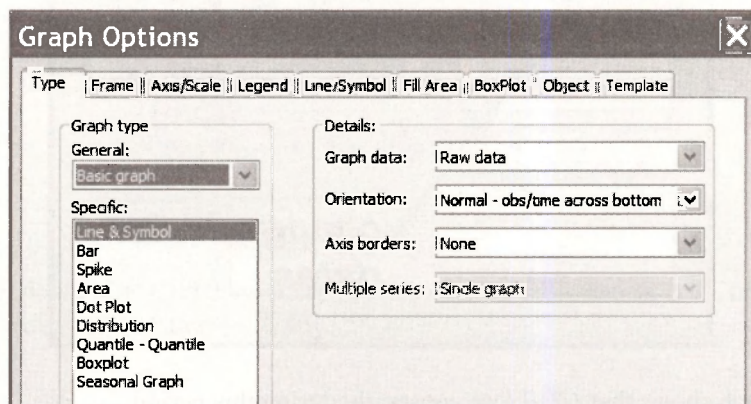 Graph Options
Type Frame Axis/Scale Legend Line/Symbol Fill Area BoxPlot Object Template
Graph type
General:
Basic graph
Specific:
Line & Symbol
Bar
Spike
Area
Dot Plot
Distribution
Quantile - Quantile
Boxplot
Seasonal Graph
Details:
Graph data: Raw data
Orientation: Normal - obs/time across bottom
Axis borders: None
Multiple series: Single graph